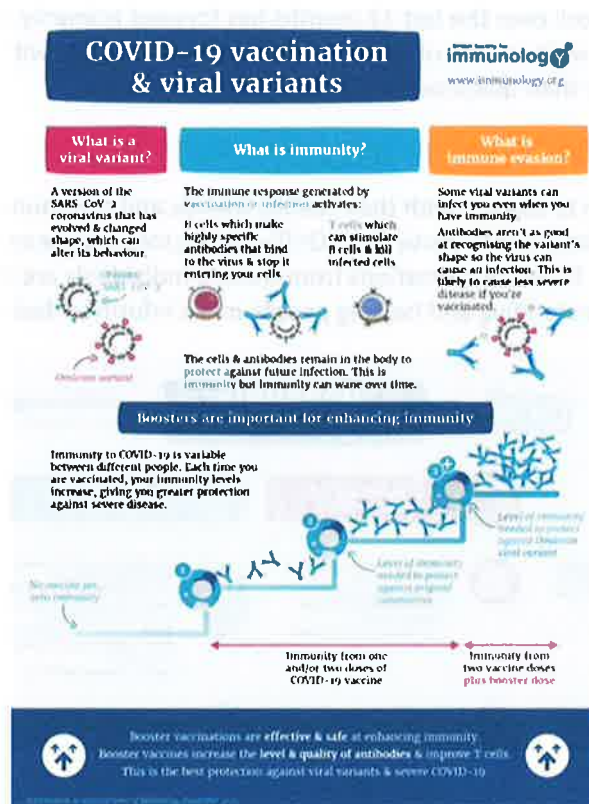 COVID-19 vaccination
& viral variants
immunology
www.immunology.org
What is a
viral variant?
What is immunity?
What is
immune evasion?
A version of the
SARS-CoV-2
coronavirus that has
evolved & changed
shape, which can
alter its behaviour.
Omicron variant
The immune response generated by
vaccination or infection activates:
B cells which make
highly specific
antibodies that bind
to the virus & stop it
entering your cells
T cells which
can stimulate
B cells & kill
infected cells
The cells & antibodies remain in the body to
protect against future infection. This is
immunity but immunity can wane over time.
Some viral variants can
infect you even when you
have immunity.
Antibodies aren't as good
at recognising the variant's
shape so the virus can
cause an infection. This is
likely to cause less severe
disease if you're
vaccinated.
Boosters are important for enhancing immunity
Immunity to COVID-19 is variable
between different people. Each time you
are vaccinated, your immunity levels
increase, giving you greater protection
against severe disease.
No vaccine yet,
zero immunity
Level of immunity
needed to protect
against original
coronavirus
Level of immunity
needed to protect
against Omicron
viral variant
Immunity from one
and/or two doses of
COVID-19 vaccine
Immunity from
two vaccine doses
plus booster dose
Booster vaccinations are effective & safe at enhancing immunity.
Booster vaccines increase the level & quality of antibodies & improve T cells.
This is the best protection against viral variants & severe COVID-19